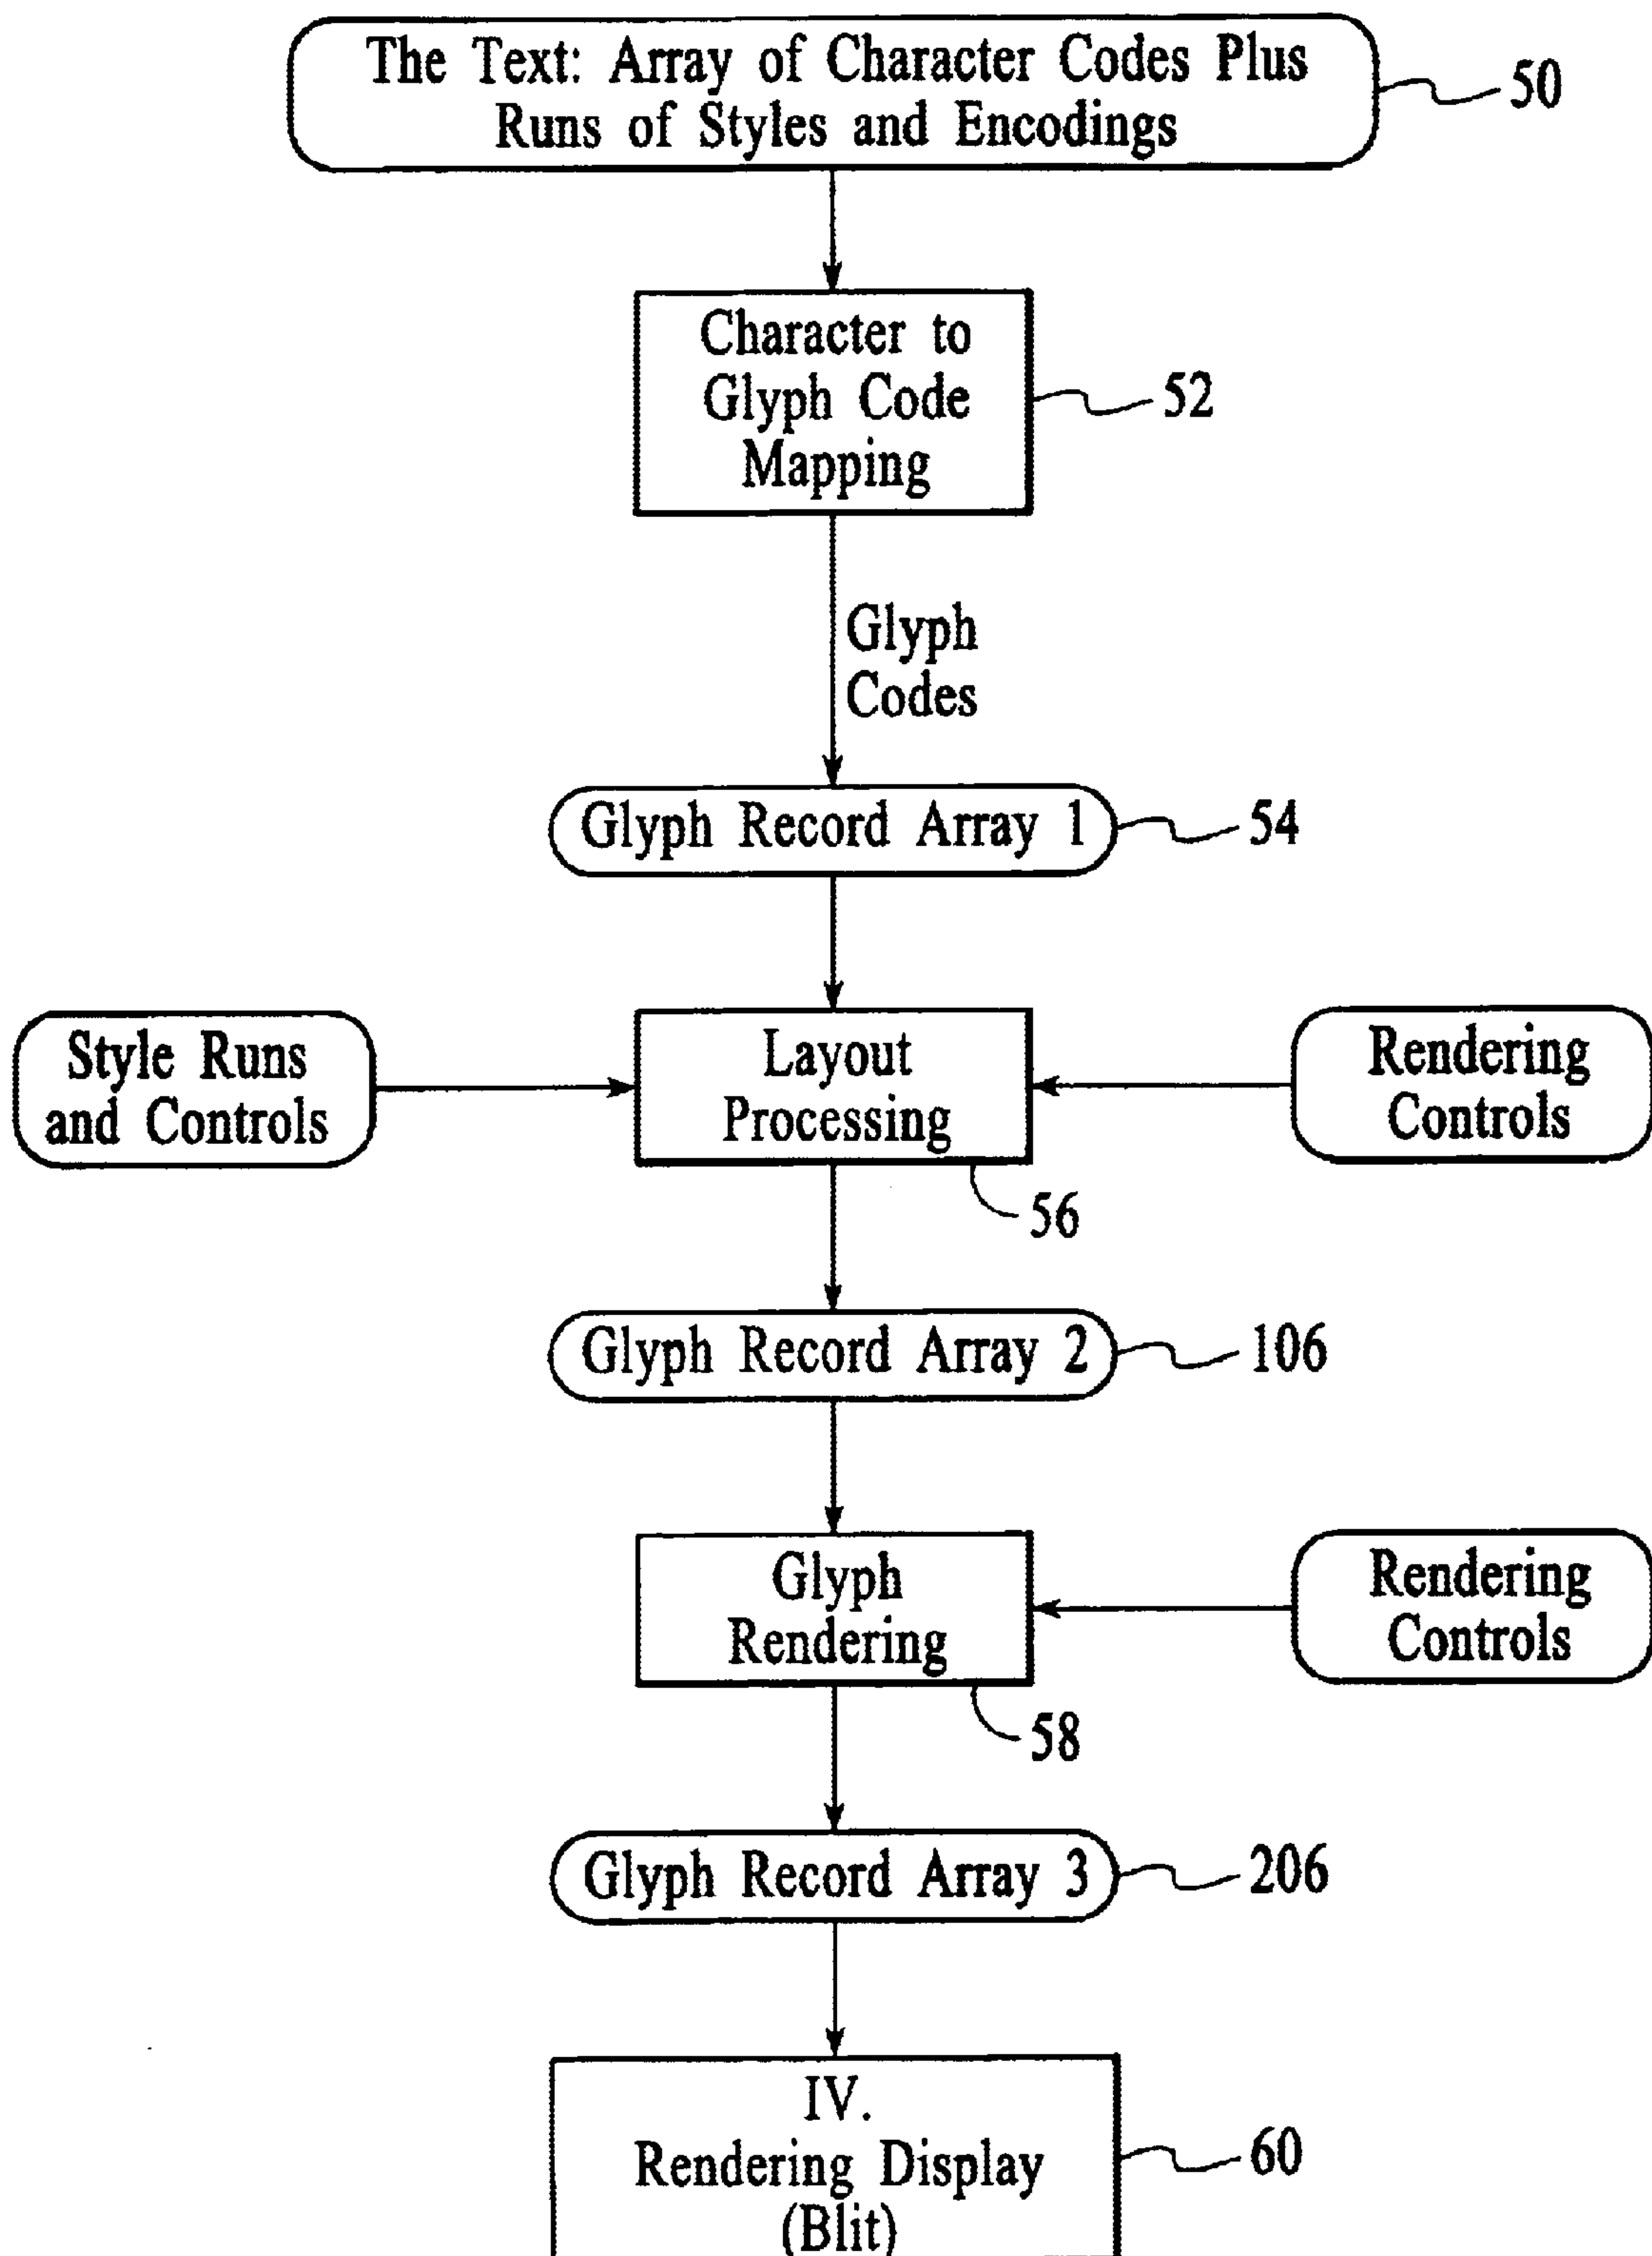 The Text: Array of Character Codes Plus
Runs of Styles and Encodings
50
Character to
Glyph Code
Mapping
52
Glyph
Codes
Glyph Record Array 1
54
Style Runs
and Controls
Layout
Processing
Rendering
Controls
56
Glyph Record Array 2
106
Glyph
Rendering
Rendering
Controls
58
Glyph Record Array 3
206
IV.
Rendering Display
(Blit)
60